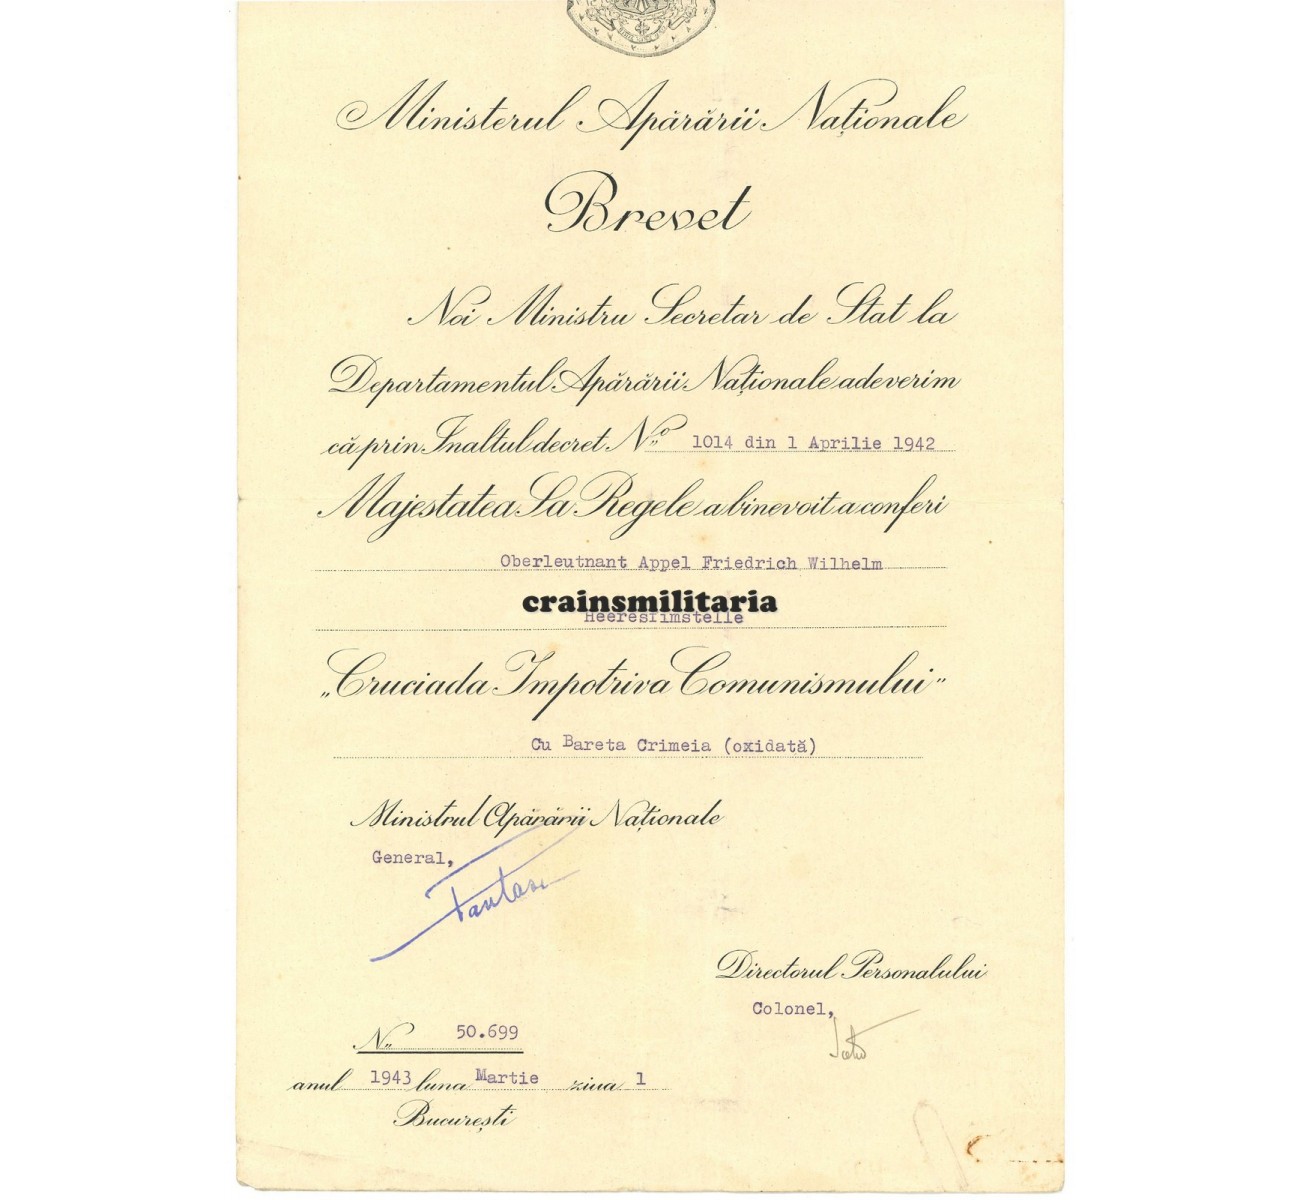 Ministerul Apărării Naționale
Brevet
Noi Ministru Secretar de Stat la
Departamentul Apărării Naționale adeverim
că prin Inaltul decret No 1014 din 1 Aprilie 1942
Majestatea Sa Regele a binevoit a conferi
Oberleutnant Appel Friedrich Wilhelm
crainsmilitaria
„Cruciada Impotriva Comunismului”
Cu Bareta Crimeia (oxidată)
Ministrul Apărării Naționale
General,
Directorul Personalului
Colonel,
N 50.699
anul 1943 luna Martie ziua 1
București